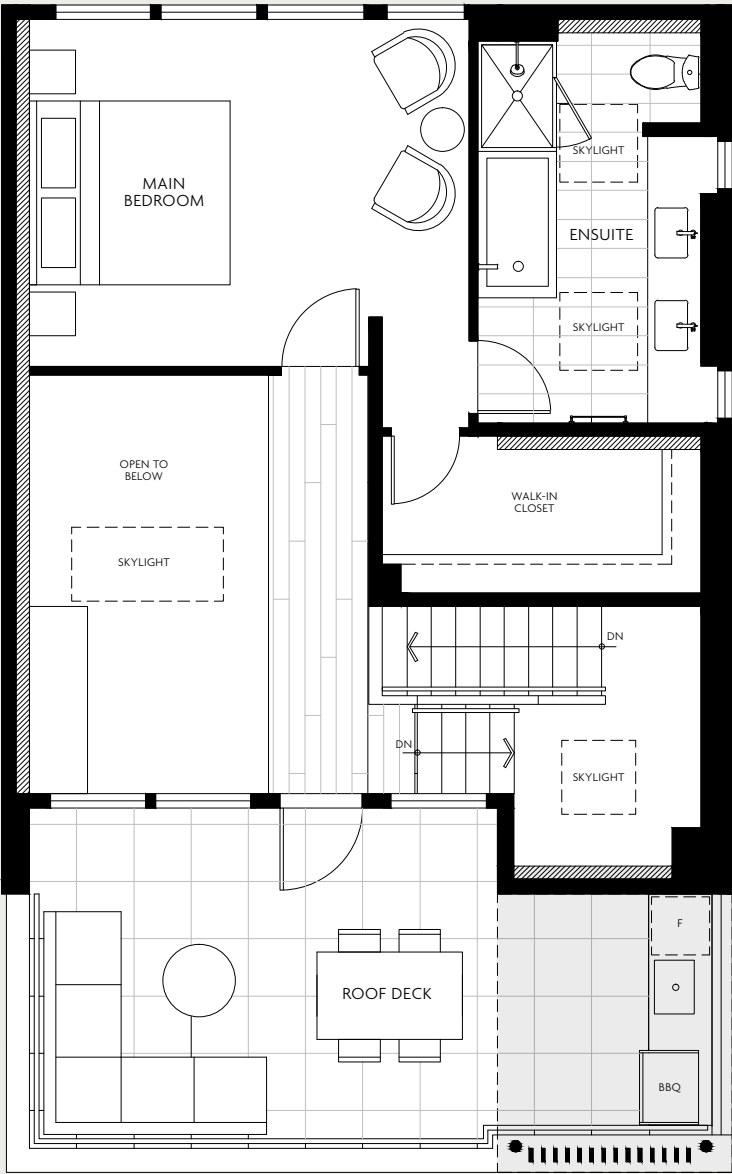 SKYLIGHT
MAIN
BEDROOM
ENSUITE
SKYLIGHT
OPEN TO
BELOW
WALK-IN
CLOSET
SKYLIGHT
DN
DN
SKYLIGHT
F
ROOF DECK
BBQ